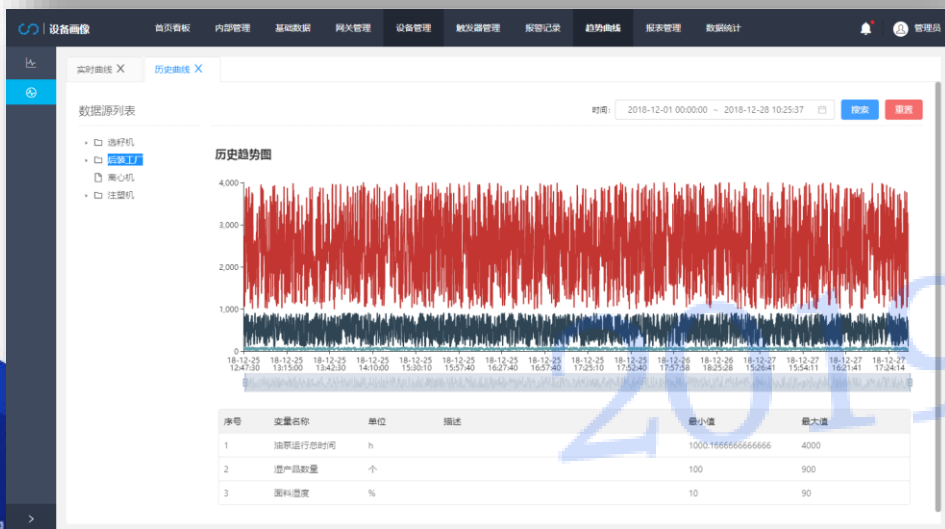 设备画像 首页看板 内部管理 基础数据 网关管理 设备管理 触发器管理 报警记录 趋势曲线 报表管理 数据统计 管理员
实时曲线 X 历史曲线 X
数据源列表 时间: 2018-12-01 00:00:00 ~ 2018-12-28 10:25:37 搜索 重置
选籽机
后装工厂
离心机
注塑机
历史趋势图
4,000
3,000
2,000
1,000
0
18-12-25 18-12-25 18-12-25 18-12-25 18-12-25 18-12-25 18-12-25 18-12-25 18-12-25 18-12-25 18-12-26 18-12-26 18-12-27 18-12-27 18-12-27 18-12-27
12:47:30 13:15:00 13:42:30 14:10:00 15:30:10 15:57:40 16:27:40 16:57:40 17:25:10 17:52:40 17:57:58 18:25:28 15:26:41 15:54:11 16:21:41 17:24:14
序号 变量名称 单位 描述 最小值 最大值
1 油泵运行总时间 h 1000.1666666666666 4000
2 湿产品数量 个 100 900
3 面料湿度 % 10 90
2019